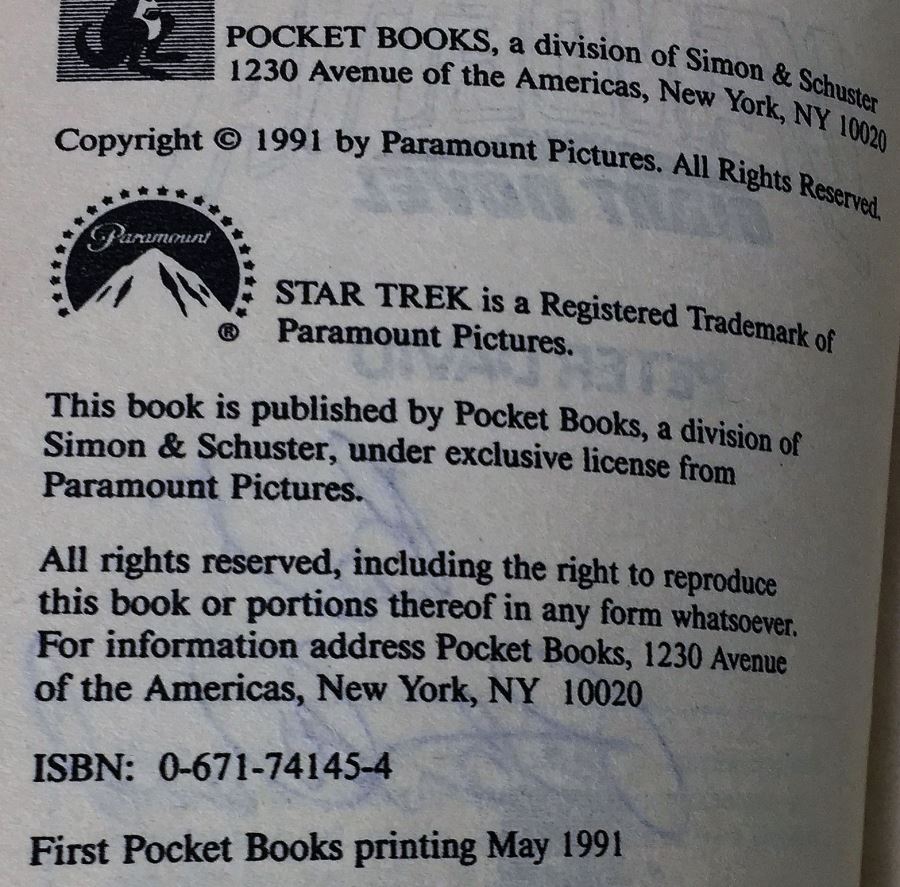 POCKET BOOKS, a division of Simon & Schuster
1230 Avenue of the Americas, New York, NY 10020
Copyright © 1991 by Paramount Pictures. All Rights Reserved.
Paramount
®
STAR TREK is a Registered Trademark of
Paramount Pictures.
This book is published by Pocket Books, a division of
Simon & Schuster, under exclusive license from
Paramount Pictures.
All rights reserved, including the right to reproduce
this book or portions thereof in any form whatsoever.
For information address Pocket Books, 1230 Avenue
of the Americas, New York, NY 10020
ISBN: 0-671-74145-4
First Pocket Books printing May 1991